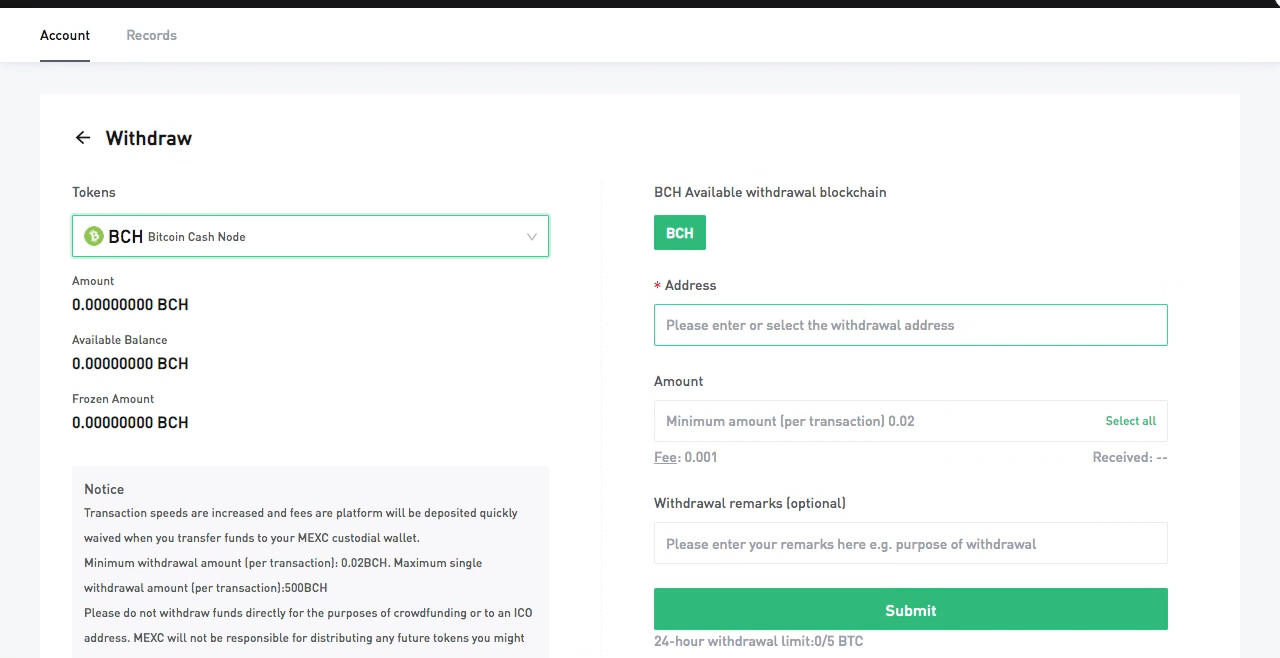 Account
Records
Withdraw
Tokens
BCH Bitcoin Cash Node
Amount
0.00000000 BCH
Available Balance
0.00000000 BCH
Frozen Amount
0.00000000 BCH
Notice
Transaction speeds are increased and fees are platform will be deposited quickly
waived when you transfer funds to your MEXC custodial wallet.
Minimum withdrawal amount (per transaction): 0.02BCH. Maximum single
withdrawal amount (per transaction):500BCH
Please do not withdraw funds directly for the purposes of crowdfunding or to an ICO
address. MEXC will not be responsible for distributing any future tokens you might
BCH Available withdrawal blockchain
BCH
* Address
Please enter or select the withdrawal address
Amount
Minimum amount (per transaction) 0.02
Select all
Fee: 0.001
Received: --
Withdrawal remarks (optional)
Please enter your remarks here e.g. purpose of withdrawal
Submit
24-hour withdrawal limit:0/5 BTC